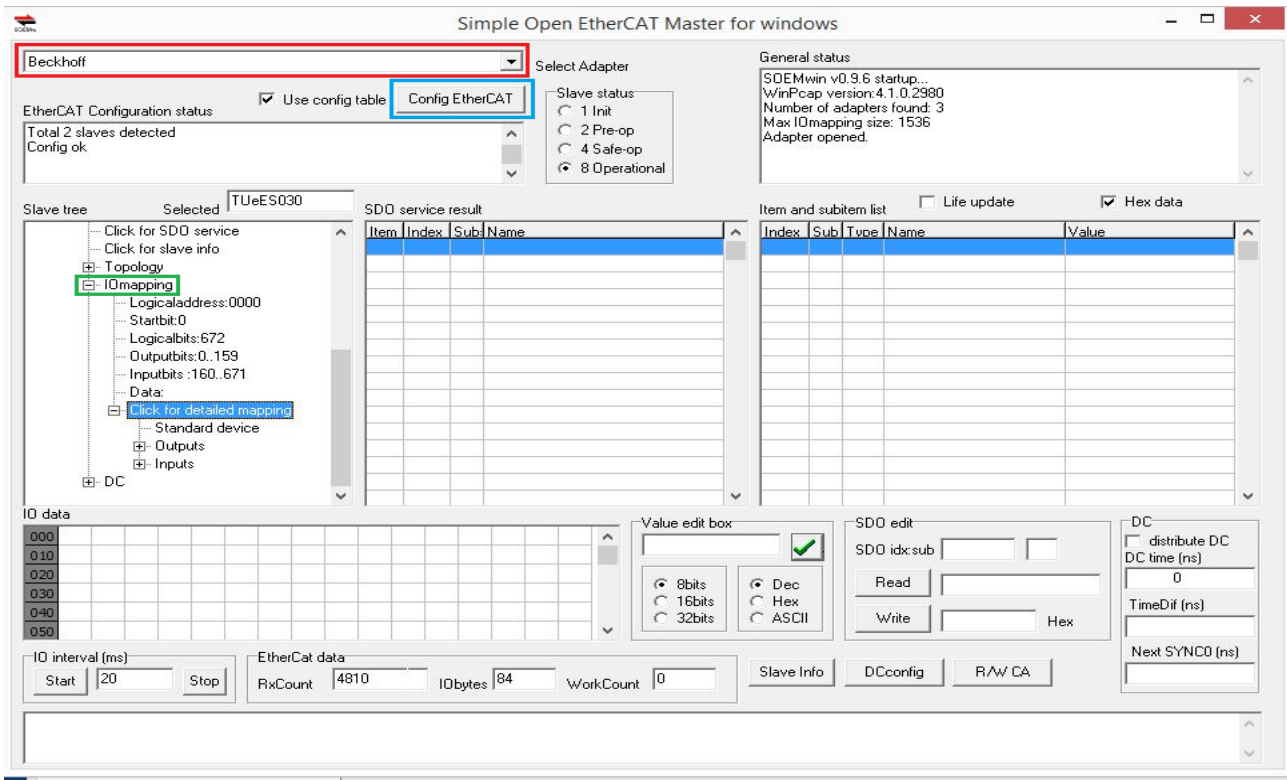 SOEMwin
Simple Open EtherCAT Master for windows
Beckhoff
Select Adapter
General status
SOEMwin v0.9.6 startup...
WinPcap version:4.1.0.2980
Number of adapters found: 3
Max IOmapping size: 1536
Adapter opened.
Use config table
Config EtherCAT
EtherCAT Configuration status
Total 2 slaves detected
Config ok
Slave status
1 Init
2 Pre-op
4 Safe-op
8 Operational
Slave tree Selected TUeES030
Click for SDO service
Click for slave info
Topology
IOmapping
Logicaladdress:0000
Startbit:0
Logicalbits:672
Outputbits:0..159
Inputbits :160..671
Data:
Click for detailed mapping
Standard device
Outputs
Inputs
DC
SDO service result
Item Index Sub Name
Item and subitem list Life update Hex data
Index Sub Type Name Value
IO data
000
010
020
030
040
050
Value edit box
8bits
16bits
32bits
Dec
Hex
ASCII
SDO edit
SDO idx:sub
Read
Write Hex
DC
distribute DC
DC time (ns)
0
TimeDif (ns)
Next SYNC0 (ns)
IO interval (ms)
Start 20 Stop
EtherCat data
RxCount 4810 IObytes 84 WorkCount 0
Slave Info DCconfig R/W CA